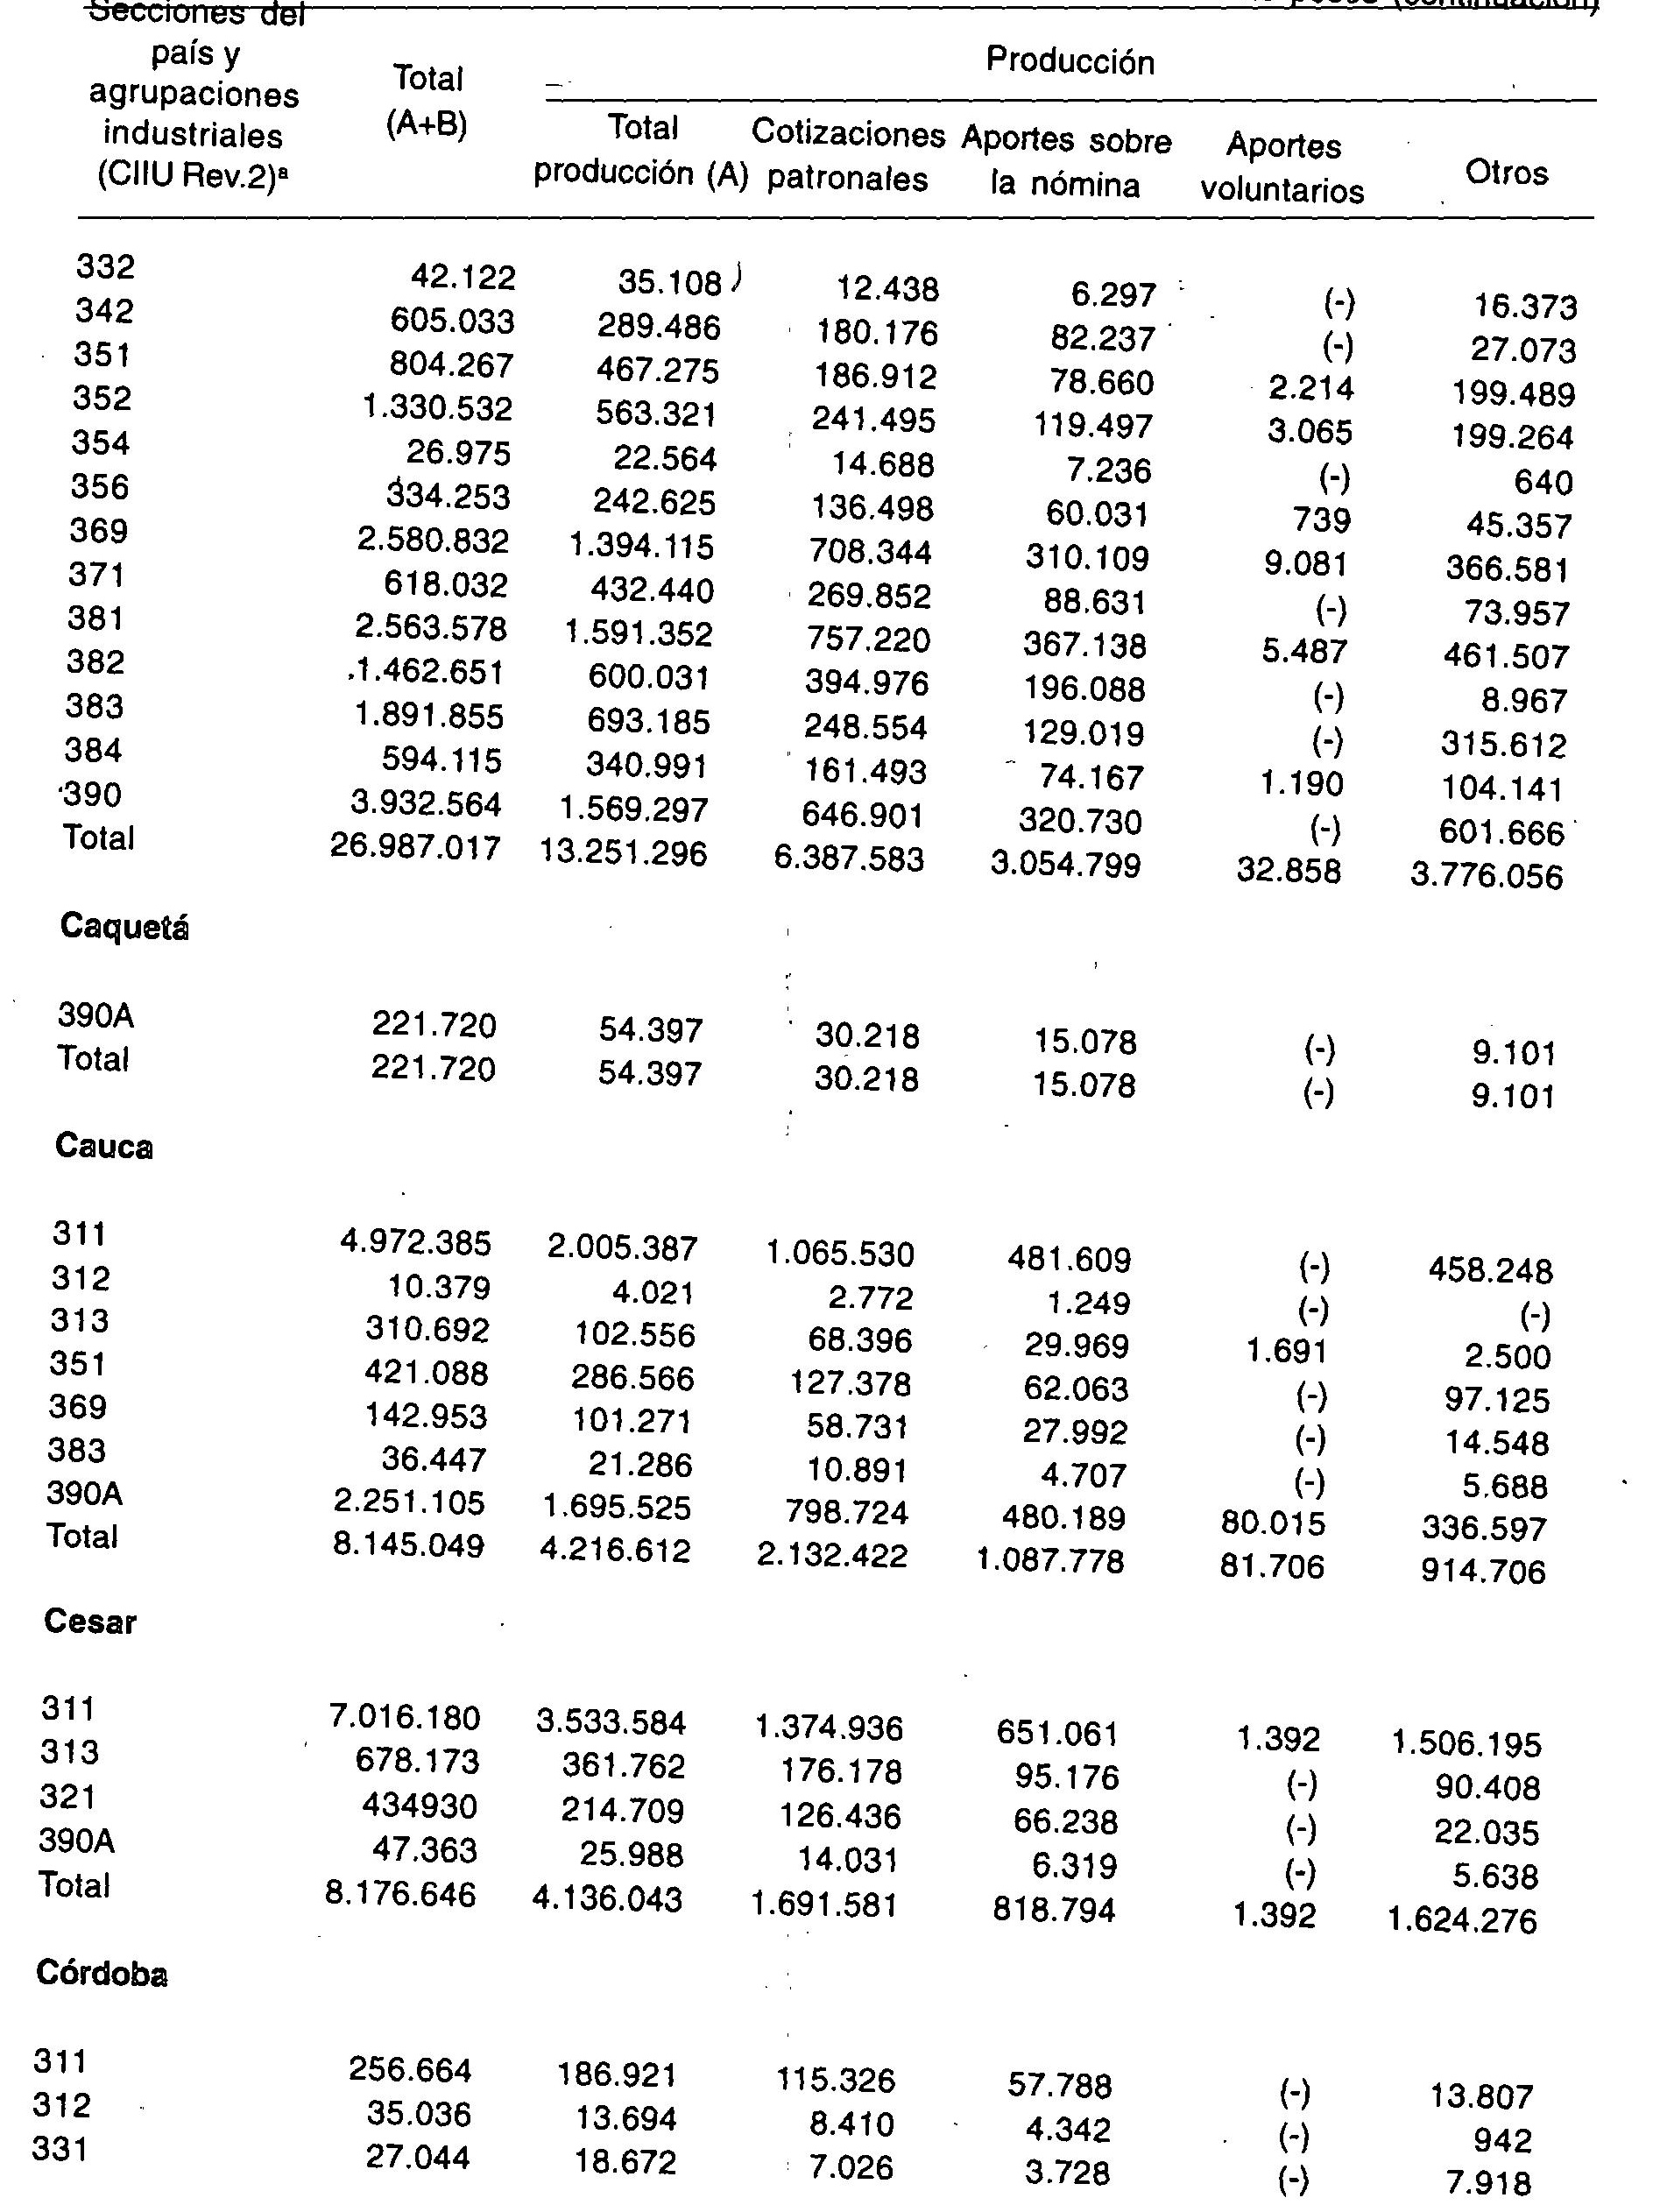 Secciones del pesos (continuación)
país y Producción
agrupaciones Total
industriales (A+B) Total Cotizaciones Aportes sobre Aportes Otros
(CIIU Rev.2)ª producción (A) patronales la nómina voluntarios
332 42.122 35.108 12.438 6.297 (-) 16.373
342 605.033 289.486 180.176 82.237 (-) 27.073
351 804.267 467.275 186.912 78.660 2.214 199.489
352 1.330.532 563.321 241.495 119.497 3.065 199.264
354 26.975 22.564 14.688 7.236 (-) 640
356 334.253 242.625 136.498 60.031 739 45.357
369 2.580.832 1.394.115 708.344 310.109 9.081 366.581
371 618.032 432.440 269.852 88.631 (-) 73.957
381 2.563.578 1.591.352 757.220 367.138 5.487 461.507
382 1.462.651 600.031 394.976 196.088 (-) 8.967
383 1.891.855 693.185 248.554 129.019 (-) 315.612
384 594.115 340.991 161.493 74.167 1.190 104.141
390 3.932.564 1.569.297 646.901 320.730 (-) 601.666
Total 26.987.017 13.251.296 6.387.583 3.054.799 32.858 3.776.056
Caquetá
390A 221.720 54.397 30.218 15.078 (-) 9.101
Total 221.720 54.397 30.218 15.078 (-) 9.101
Cauca
311 4.972.385 2.005.387 1.065.530 481.609 (-) 458.248
312 10.379 4.021 2.772 1.249 (-) (-)
313 310.692 102.556 68.396 29.969 1.691 2.500
351 421.088 286.566 127.378 62.063 (-) 97.125
369 142.953 101.271 58.731 27.992 (-) 14.548
383 36.447 21.286 10.891 4.707 (-) 5.688
390A 2.251.105 1.695.525 798.724 480.189 80.015 336.597
Total 8.145.049 4.216.612 2.132.422 1.087.778 81.706 914.706
Cesar
311 7.016.180 3.533.584 1.374.936 651.061 1.392 1.506.195
313 678.173 361.762 176.178 95.176 (-) 90.408
321 434930 214.709 126.436 66.238 (-) 22.035
390A 47.363 25.988 14.031 6.319 (-) 5.638
Total 8.176.646 4.136.043 1.691.581 818.794 1.392 1.624.276
Córdoba
311 256.664 186.921 115.326 57.788 (-) 13.807
312 35.036 13.694 8.410 4.342 (-) 942
331 27.044 18.672 7.026 3.728 (-) 7.918